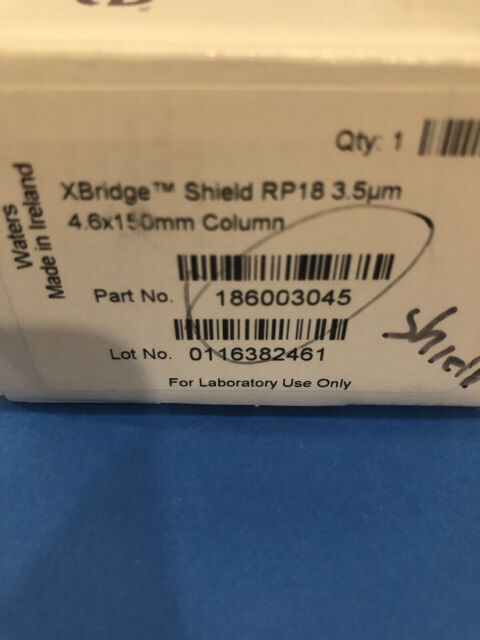 Qty: 1
XBridge™ Shield RP18 3.5µm
4.6x150mm Column
Waters
Made in Ireland
Part No. 186003045
Lot No. 0116382461
For Laboratory Use Only
Shield